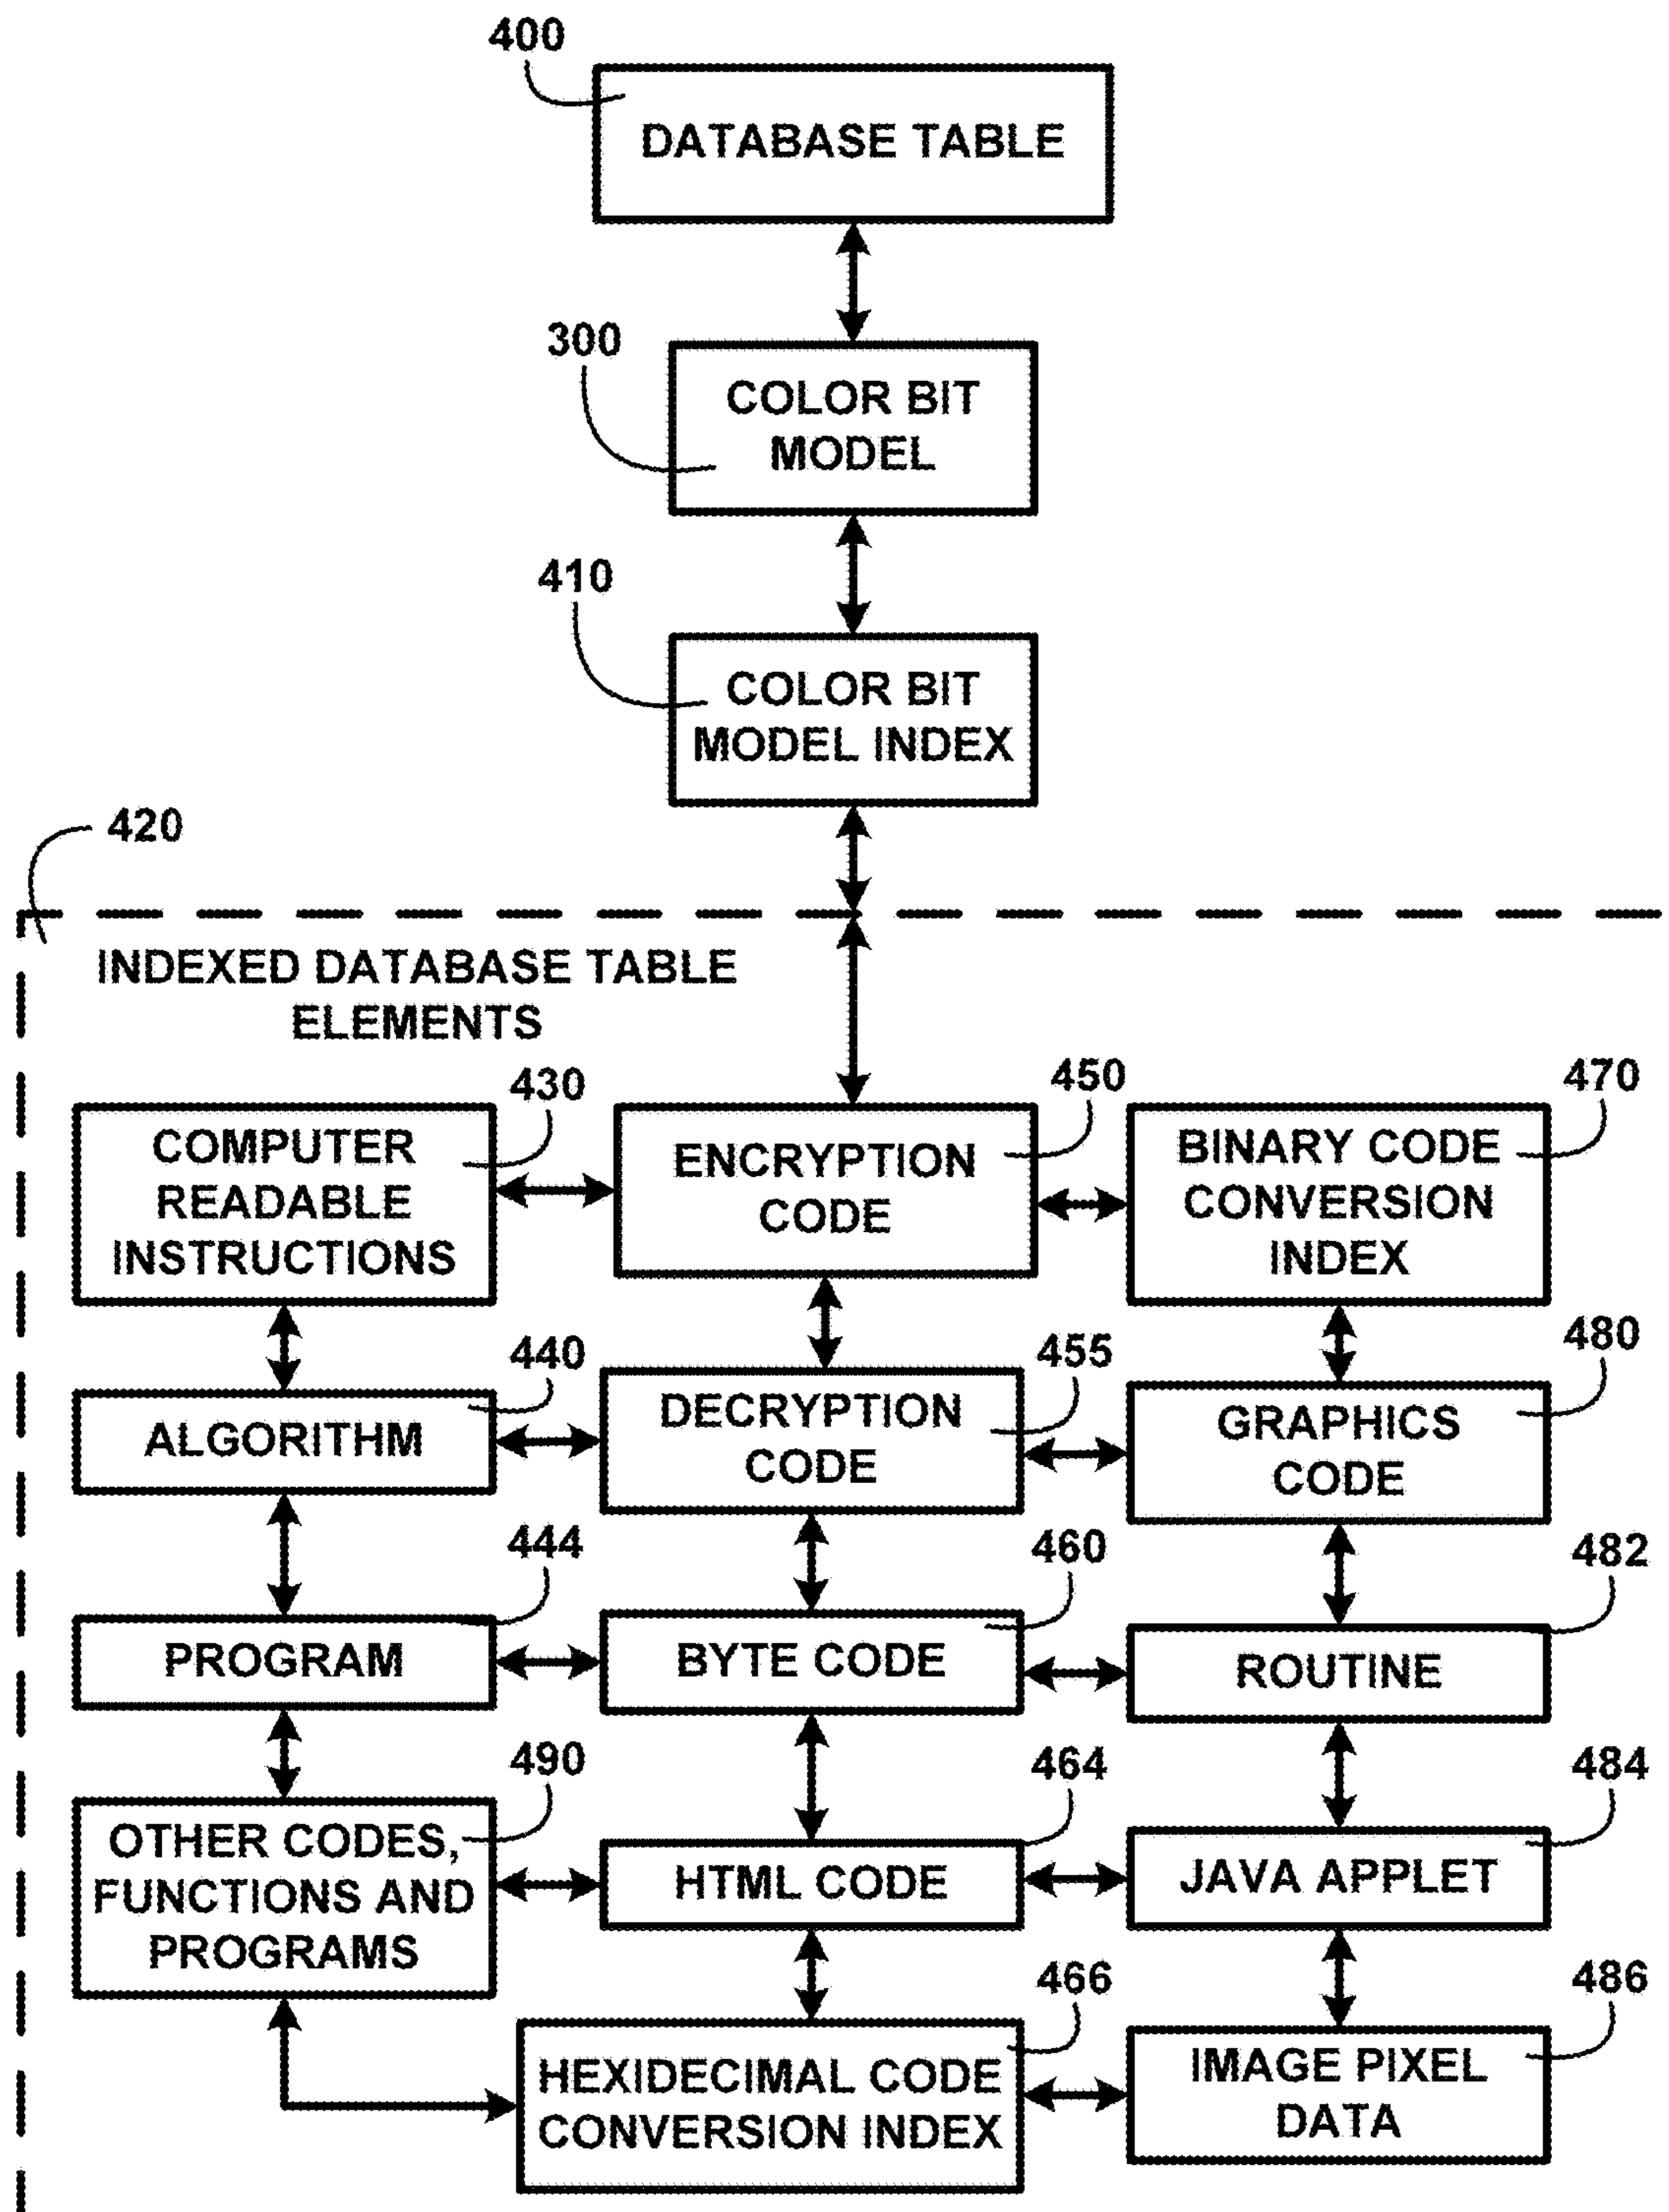 400
DATABASE TABLE
300
COLOR BIT
MODEL
410
COLOR BIT
MODEL INDEX
420
INDEXED DATABASE TABLE
ELEMENTS
430
COMPUTER
READABLE
INSTRUCTIONS
450
ENCRYPTION
CODE
470
BINARY CODE
CONVERSION
INDEX
440
ALGORITHM
455
DECRYPTION
CODE
480
GRAPHICS
CODE
444
PROGRAM
460
BYTE CODE
482
ROUTINE
490
OTHER CODES,
FUNCTIONS AND
PROGRAMS
464
HTML CODE
484
JAVA APPLET
466
HEXIDECIMAL CODE
CONVERSION INDEX
486
IMAGE PIXEL
DATA